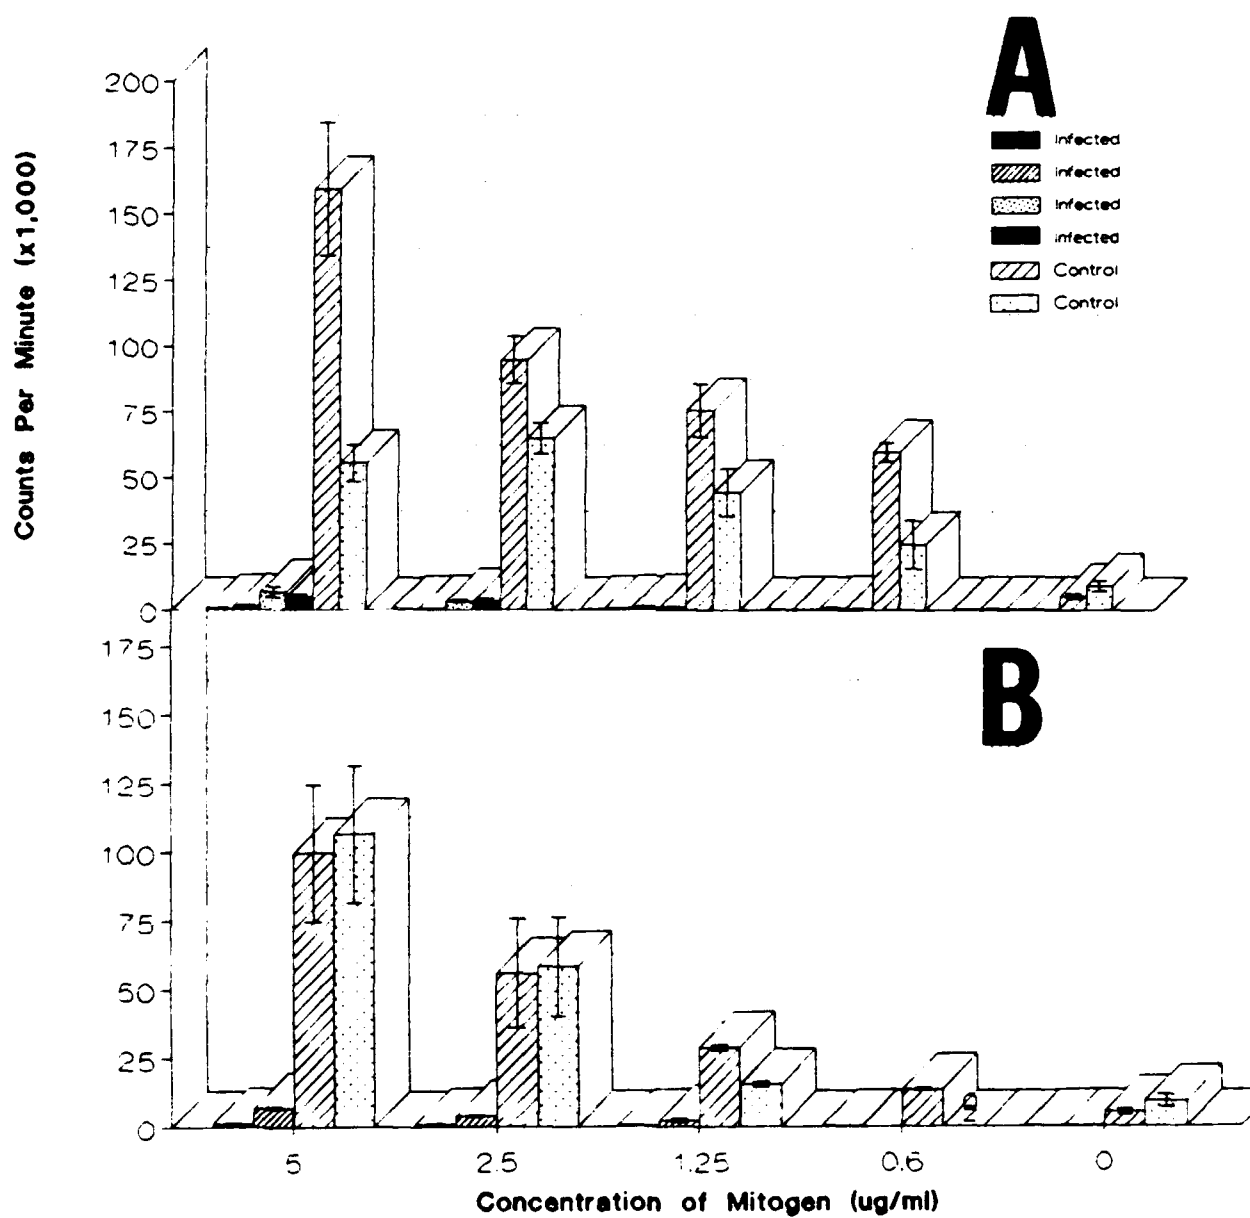 A
Infected
Infected
Infected
Infected
Control
Control
Counts Per Minute (x1,000)
200
175
150
125
100
75
50
25
0
B
175
150
125
100
75
50
25
0
5 2.5 1.25 0.6 0
Concentration of Mitogen (ug/ml)